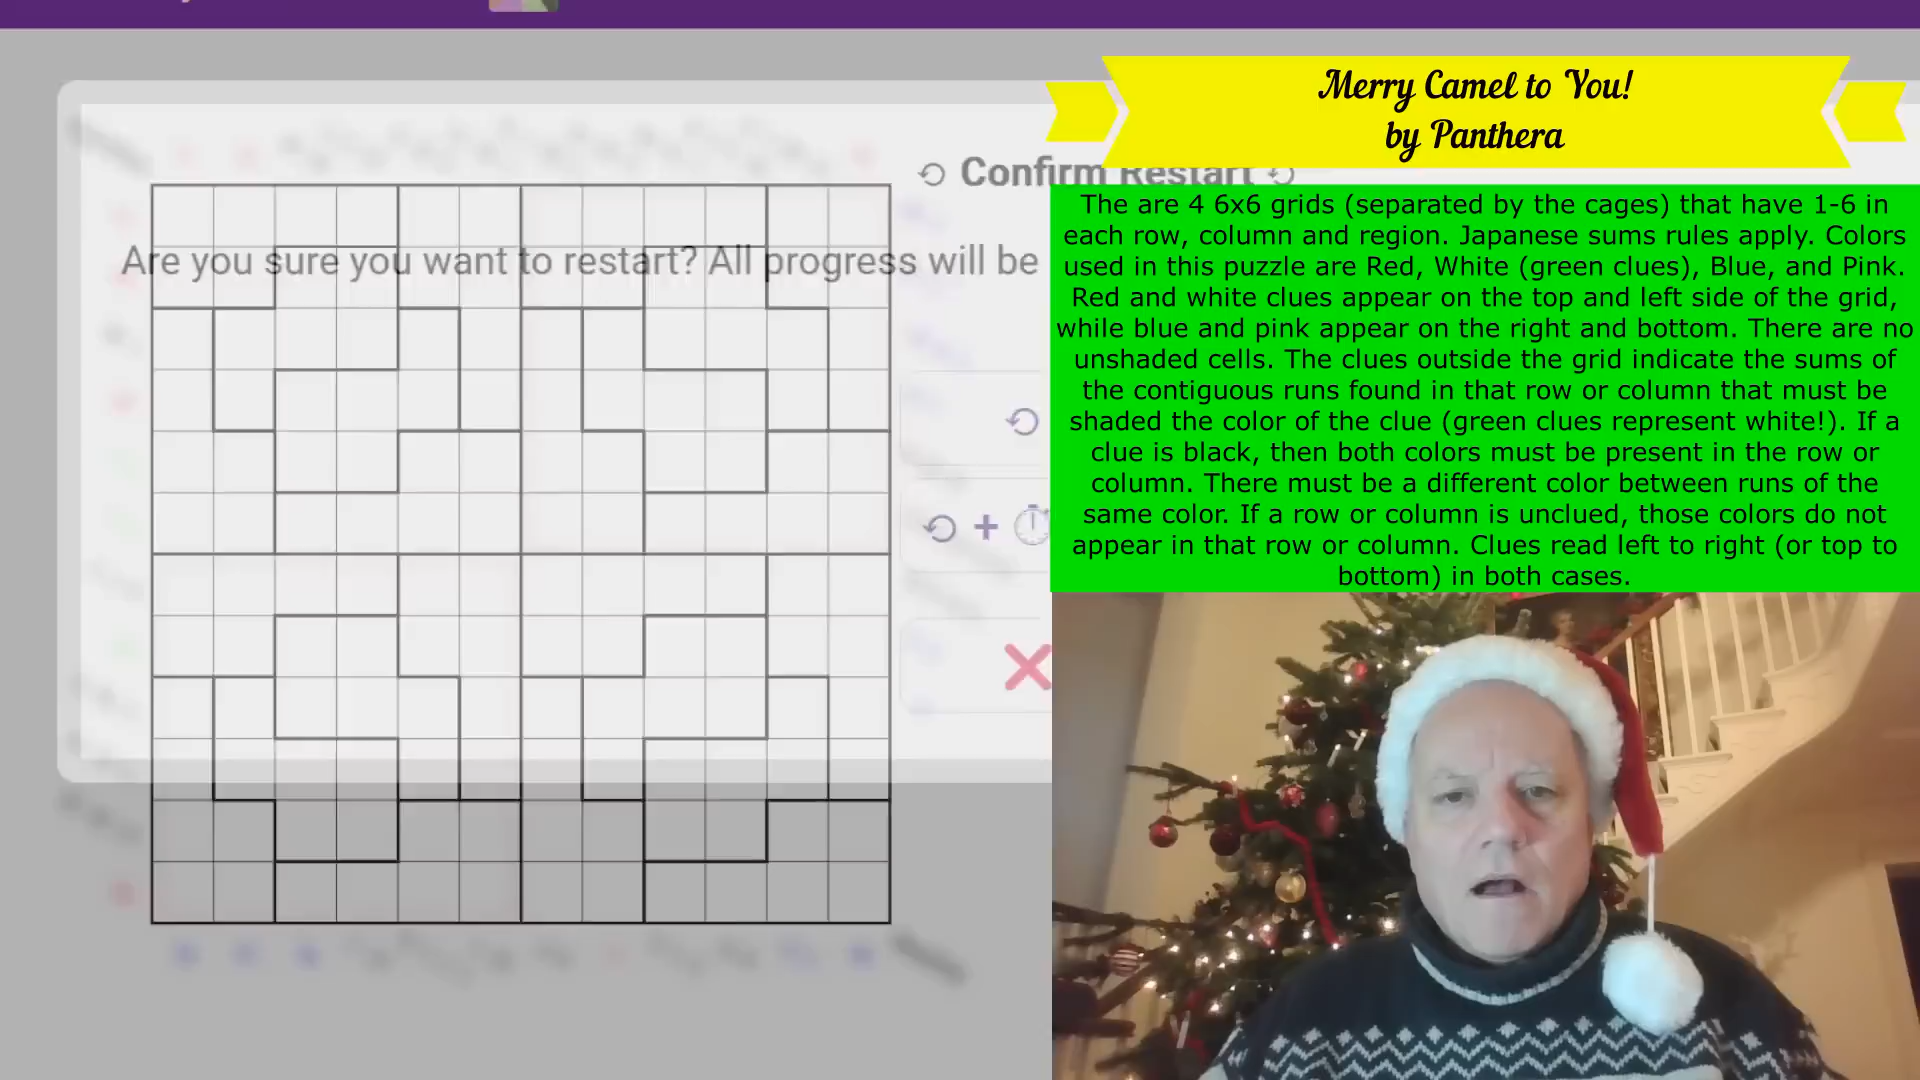 Merry Camel to You!
by Panthera
Confirm Restart
Are you sure you want to restart? All progress will be
The are 4 6x6 grids (separated by the cages) that have 1-6 in
each row, column and region. Japanese sums rules apply. Colors
used in this puzzle are Red, White (green clues), Blue, and Pink.
Red and white clues appear on the top and left side of the grid,
while blue and pink appear on the right and bottom. There are no
unshaded cells. The clues outside the grid indicate the sums of
the contiguous runs found in that row or column that must be
shaded the color of the clue (green clues represent white!). If a
clue is black, then both colors must be present in the row or
column. There must be a different color between runs of the
same color. If a row or column is unclued, those colors do not
appear in that row or column. Clues read left to right (or top to
bottom) in both cases.